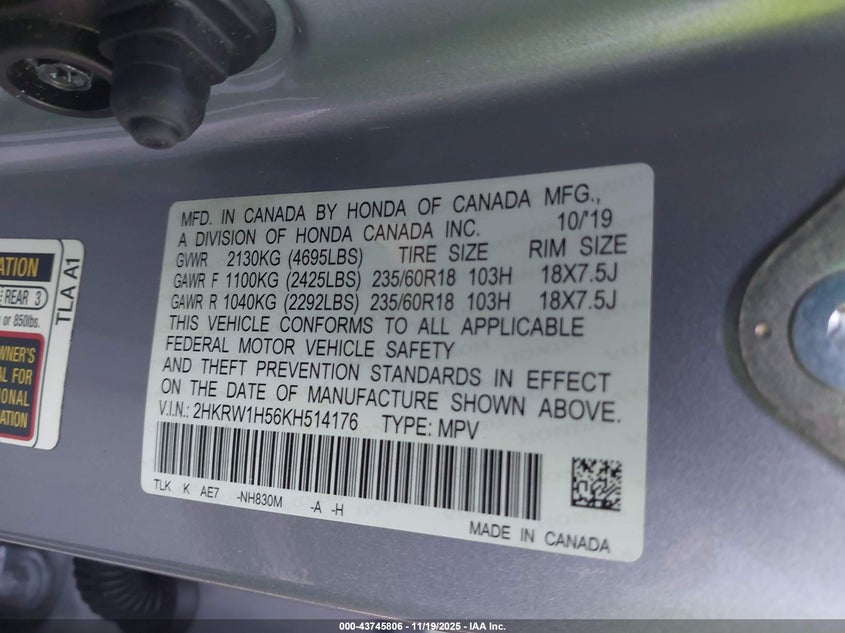 MFD. IN CANADA BY HONDA OF CANADA MFG.,
A DIVISION OF HONDA CANADA INC. 10/'19
GVWR 2130KG (4695LBS) TIRE SIZE RIM SIZE
GAWR F 1100KG (2425LBS) 235/60R18 103H 18X7.5J
GAWR R 1040KG (2292LBS) 235/60R18 103H 18X7.5J
THIS VEHICLE CONFORMS TO ALL APPLICABLE
FEDERAL MOTOR VEHICLE SAFETY
AND THEFT PREVENTION STANDARDS IN EFFECT
ON THE DATE OF MANUFACTURE SHOWN ABOVE.
V.I.N.: 2HKRW1H56KH514176 TYPE: MPV
TLK K AE7 -NH830M -A -H
MADE IN CANADA
ATION
REAR 3
or 850lbs.
TLA A1
WNER'S
AL FOR
IONAL
MATION
000-43745806 | 11/19/2025 - IAA Inc.